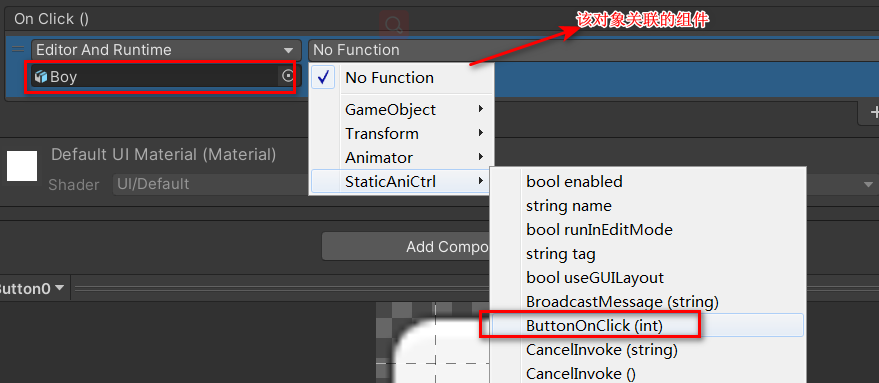 On Click ()
该对象关联的组件
Editor And Runtime
No Function
Boy
No Function
GameObject
Transform
Animator
StaticAniCtrl
Default UI Material (Material)
Shader
UI/Default
bool enabled
string name
bool runInEditMode
string tag
bool useGUILayout
BroadcastMessage (string)
ButtonOnClick (int)
CancelInvoke (string)
CancelInvoke ()
Add Compo
Button0